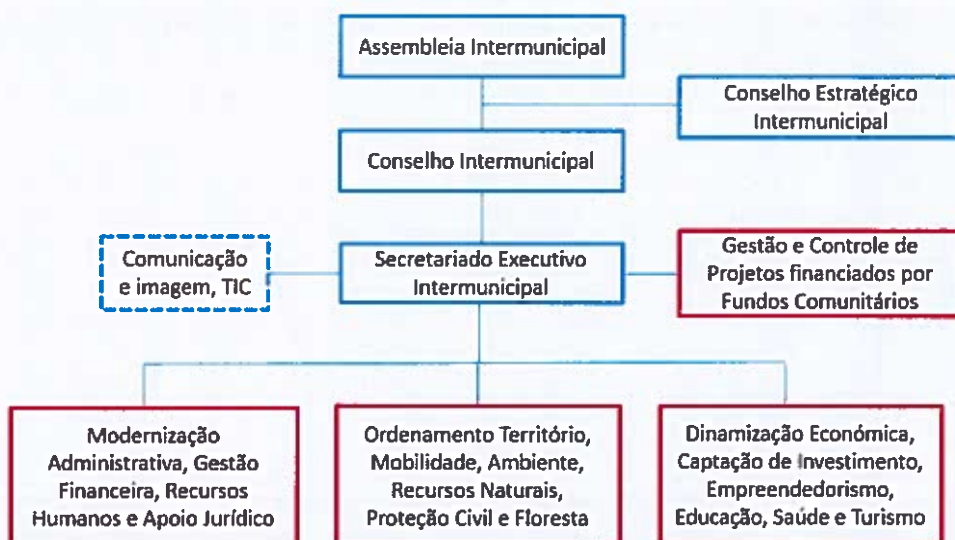 Assembleia Intermunicipal
Conselho Estratégico
Intermunicipal
Conselho Intermunicipal
Comunicação
e imagem, TIC
Secretariado Executivo
Intermunicipal
Gestão e Controle de
Projetos financiados por
Fundos Comunitários
Modernização
Administrativa, Gestão
Financeira, Recursos
Humanos e Apoio Jurídico
Ordenamento Território,
Mobilidade, Ambiente,
Recursos Naturais,
Proteção Civil e Floresta
Dinamização Económica,
Captação de Investimento,
Empreendedorismo,
Educação, Saúde e Turismo